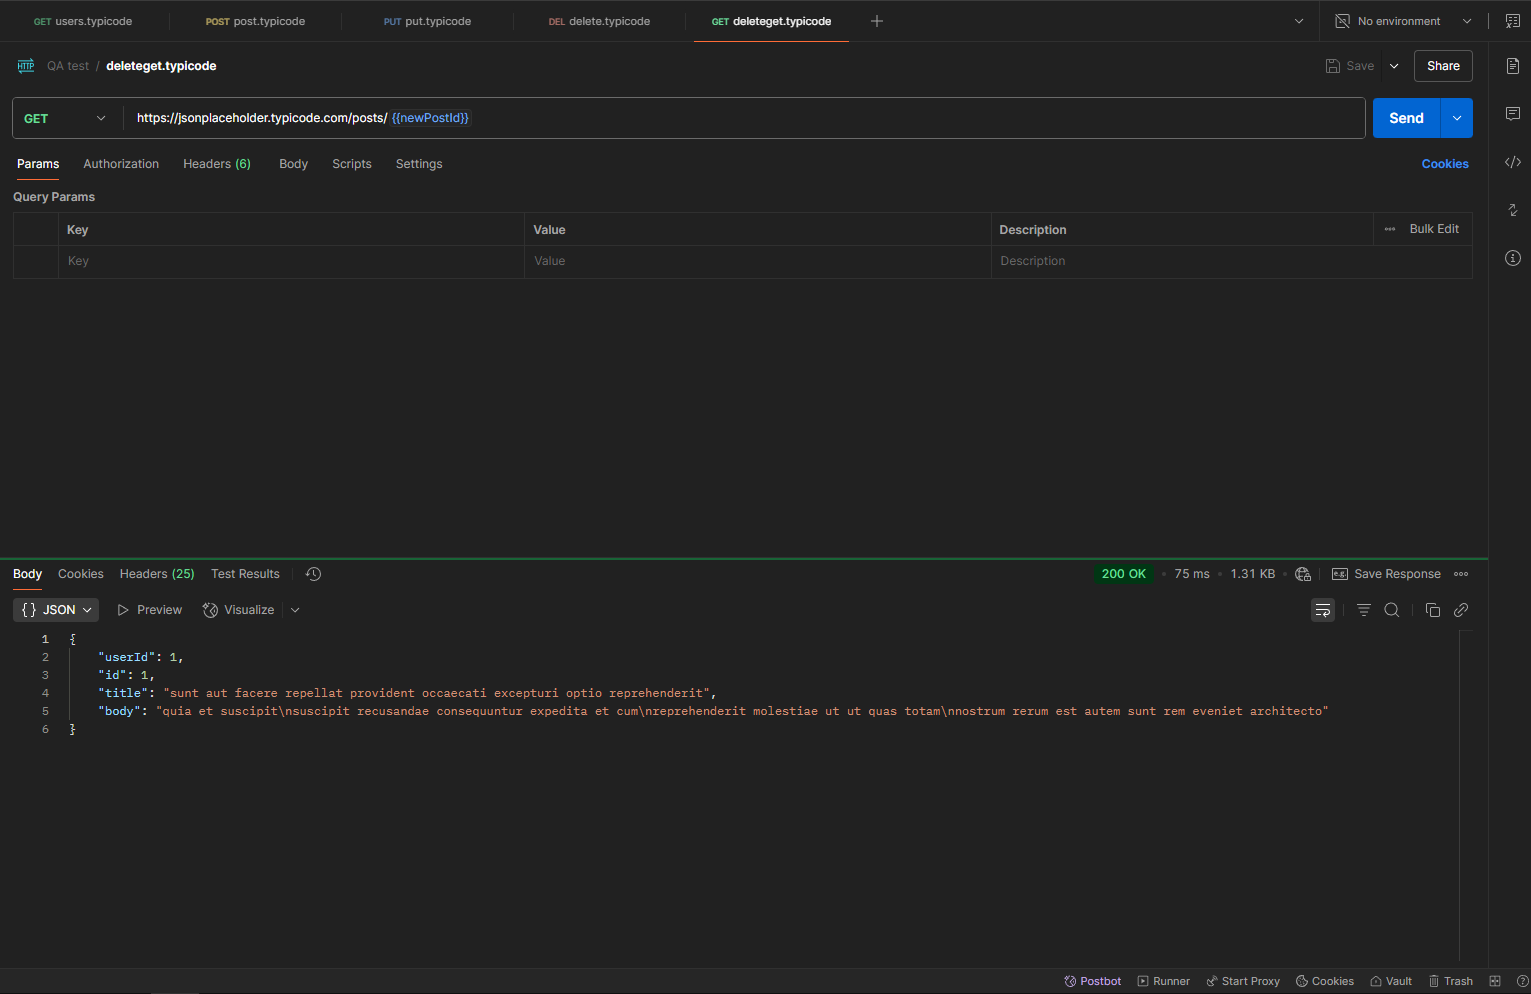 GET users.typicode POST post.typicode PUT put.typicode DEL delete.typicode GET deleteget.typicode No environment
HTTP QA test / deleteget.typicode Save Share
GET https://jsonplaceholder.typicode.com/posts/ {{newPostId}} Send
Params Authorization Headers (6) Body Scripts Settings Cookies
Query Params
Key Value Description Bulk Edit
Key Value Description
Body Cookies Headers (25) Test Results 200 OK 75 ms 1.31 KB e.g. Save Response
{} JSON Preview Visualize
1 {
2 "userId": 1,
3 "id": 1,
4 "title": "sunt aut facere repellat provident occaecati excepturi optio reprehenderit",
5 "body": "quia et suscipit\nsuscipit recusandae consequuntur expedita et cum\nreprehenderit molestiae ut ut quas totam\nnostrum rerum est autem sunt rem eveniet architecto"
6 }
Postbot Runner Start Proxy Cookies Vault Trash